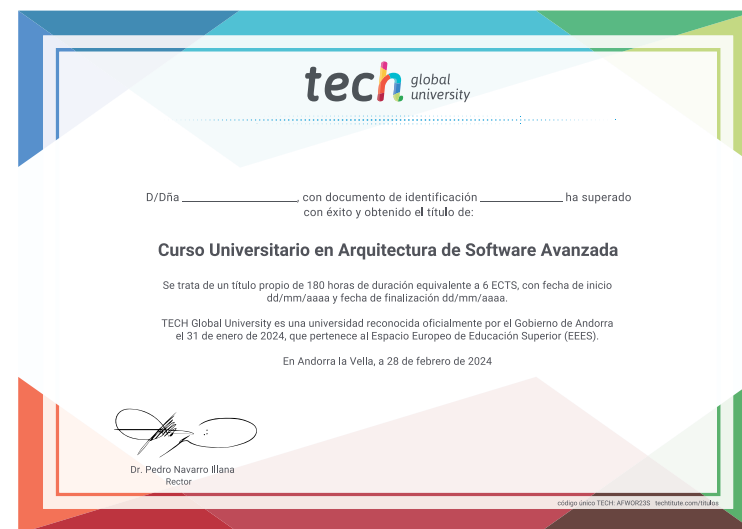 tech global university
D/Dña ______________, con documento de identificación ______________ ha superado
con éxito y obtenido el título de:
Curso Universitario en Arquitectura de Software Avanzada
Se trata de un título propio de 180 horas de duración equivalente a 6 ECTS, con fecha de inicio
dd/mm/aaaa y fecha de finalización dd/mm/aaaa.
TECH Global University es una universidad reconocida oficialmente por el Gobierno de Andorra
el 31 de enero de 2024, que pertenece al Espacio Europeo de Educación Superior (EEES).
En Andorra la Vella, a 28 de febrero de 2024
Dr. Pedro Navarro Illana
Rector
código único TECH: AFWOR23S techtitute.com/titulos